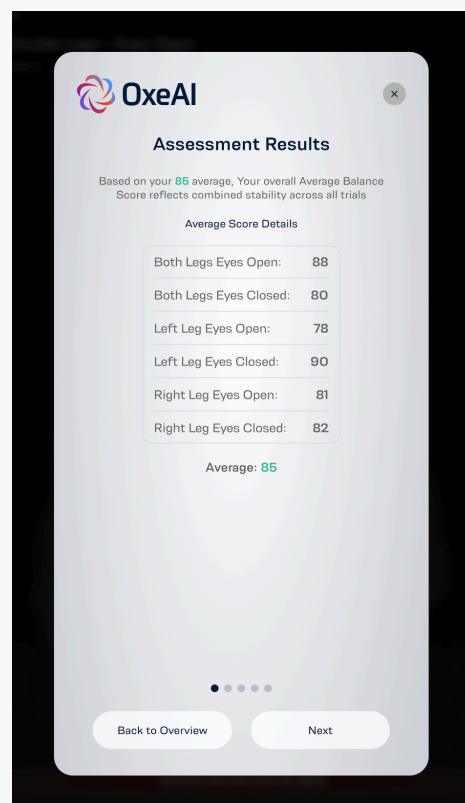 OxeAI
×
Assessment Results
Based on your 85 average, Your overall Average Balance
Score reflects combined stability across all trials
Average Score Details
Both Legs Eyes Open: 88
Both Legs Eyes Closed: 80
Left Leg Eyes Open: 78
Left Leg Eyes Closed: 90
Right Leg Eyes Open: 81
Right Leg Eyes Closed: 82
Average: 85
Back to Overview Next